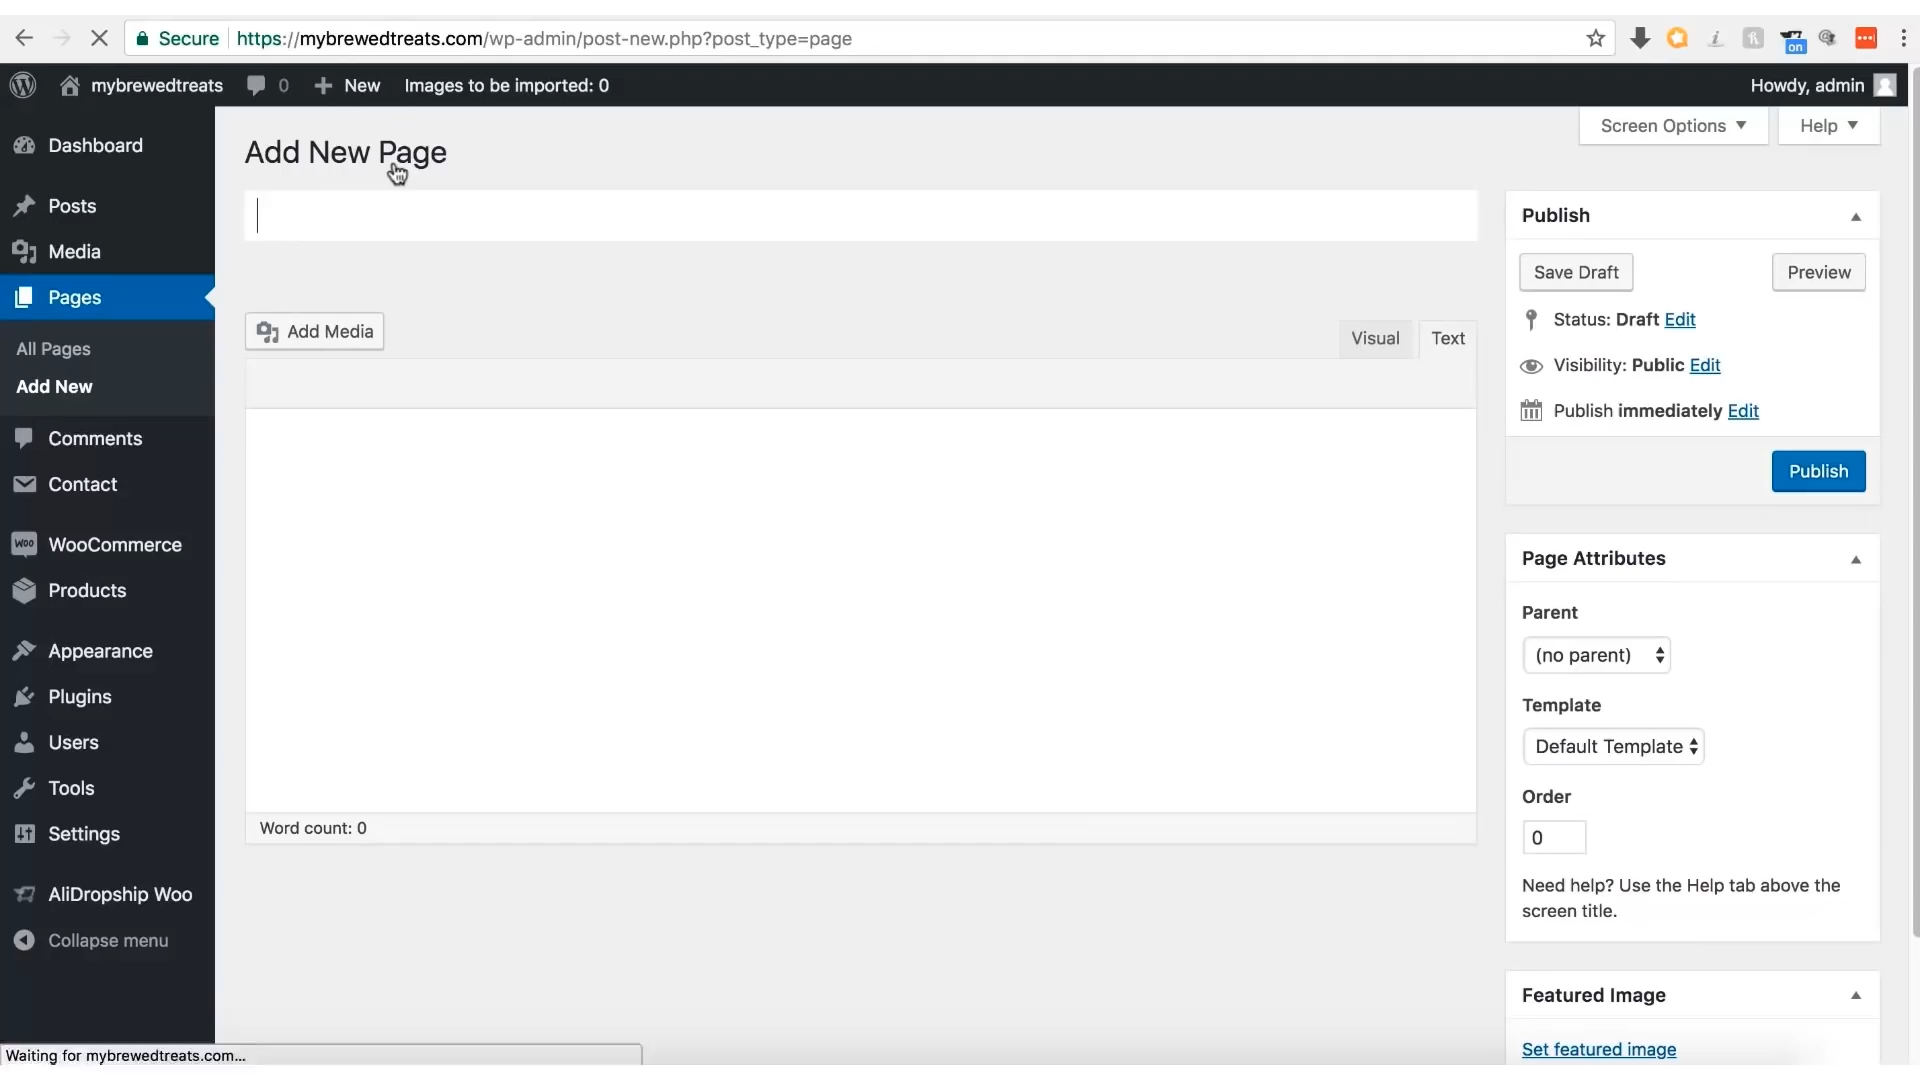 Secure https://mybrewedtreats.com/wp-admin/post-new.php?post_type=page
on
mybrewedtreats 0 New Images to be imported: 0 Howdy, admin
Screen Options Help
Dashboard
Posts
Media
Pages
All Pages
Add New
Comments
Contact
Woo WooCommerce
Products
Appearance
Plugins
Users
Tools
Settings
AliDropship Woo
Collapse menu
Add New Page
Add Media
Visual Text
Word count: 0
Publish
Save Draft Preview
Status: Draft Edit
Visibility: Public Edit
Publish immediately Edit
Publish
Page Attributes
Parent
(no parent)
Template
Default Template
Order
0
Need help? Use the Help tab above the
screen title.
Featured Image
Set featured image
Waiting for mybrewedtreats.com...